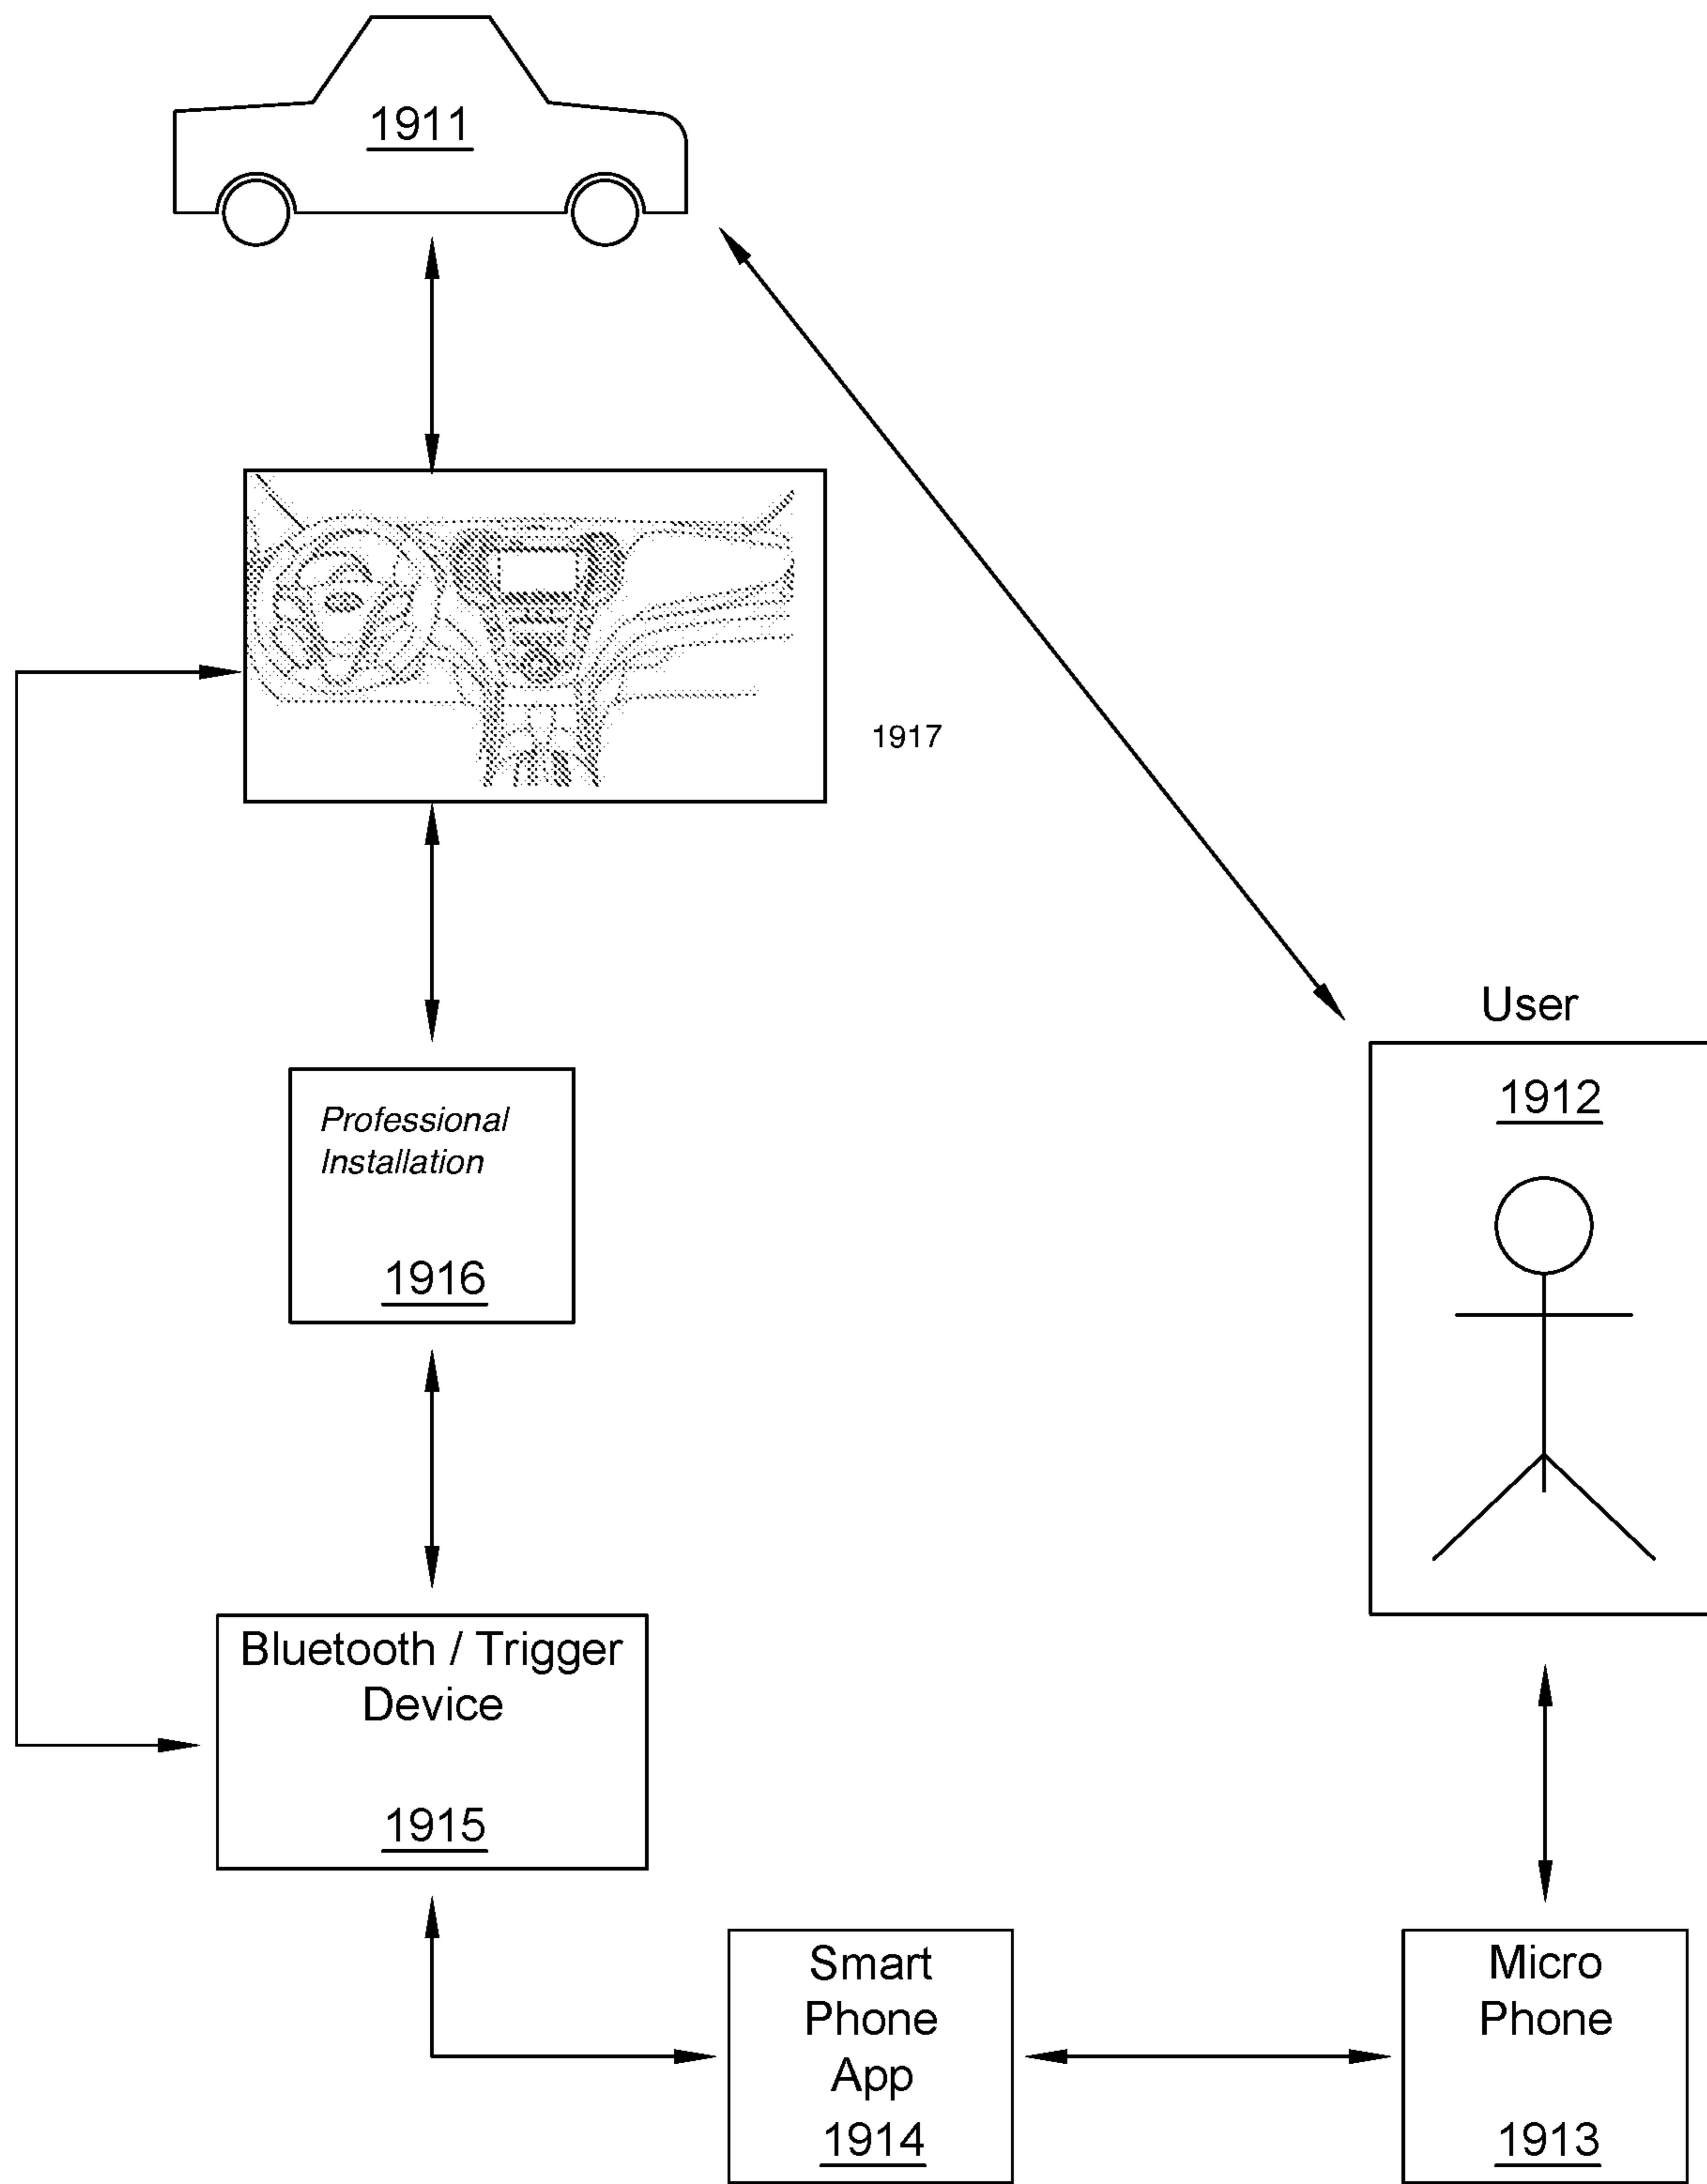 1911
1917
User
1912
Professional
Installation
1916
Bluetooth / Trigger
Device
1915
Smart
Phone
App
1914
Micro
Phone
1913